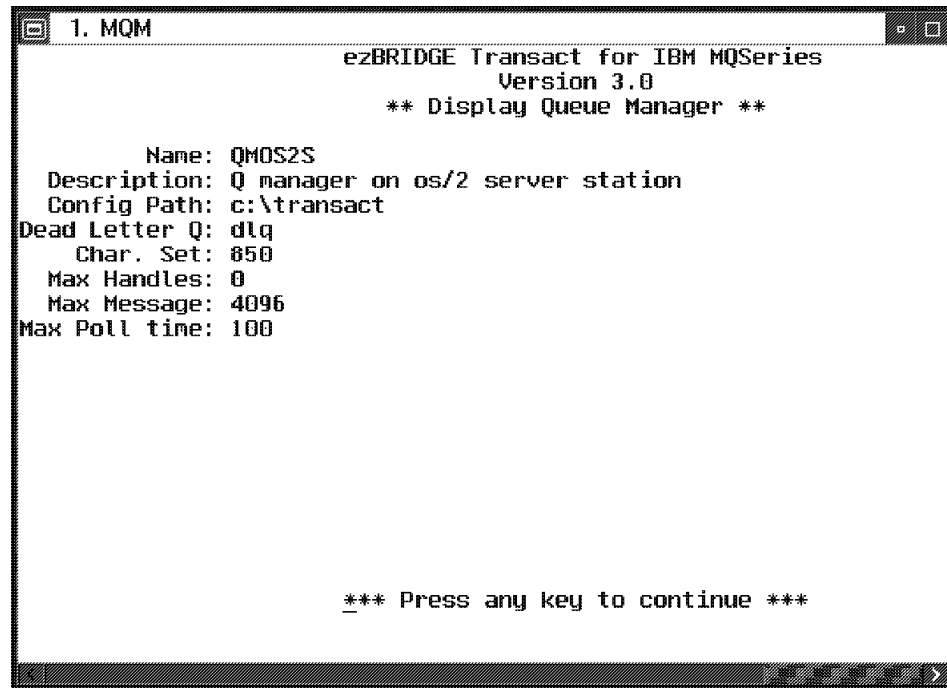 1. MQM
ezBRIDGE Transact for IBM MQSeries
Version 3.0
** Display Queue Manager **
Name: QMOS2S
Description: Q manager on os/2 server station
Config Path: c:\transact
Dead Letter Q: dlq
Char. Set: 850
Max Handles: 0
Max Message: 4096
Max Poll time: 100
*** Press any key to continue ***